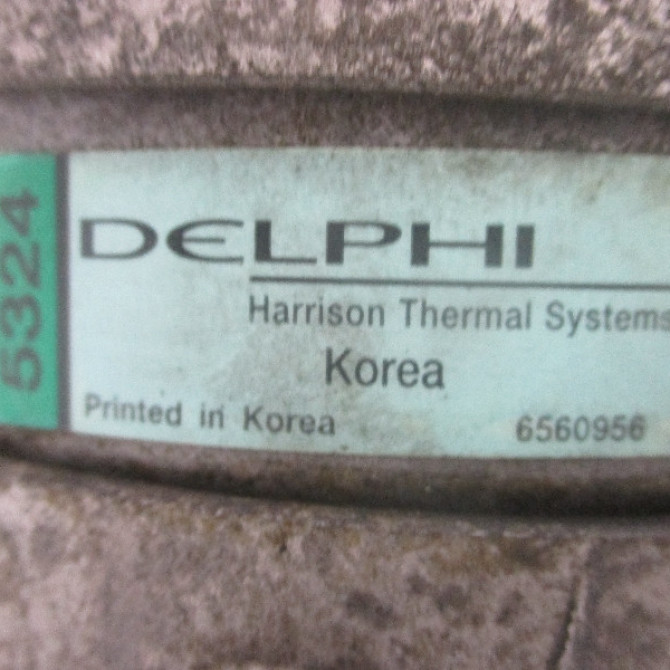 5324
DELPHI
Harrison Thermal Systems
Korea
Printed in Korea 6560956